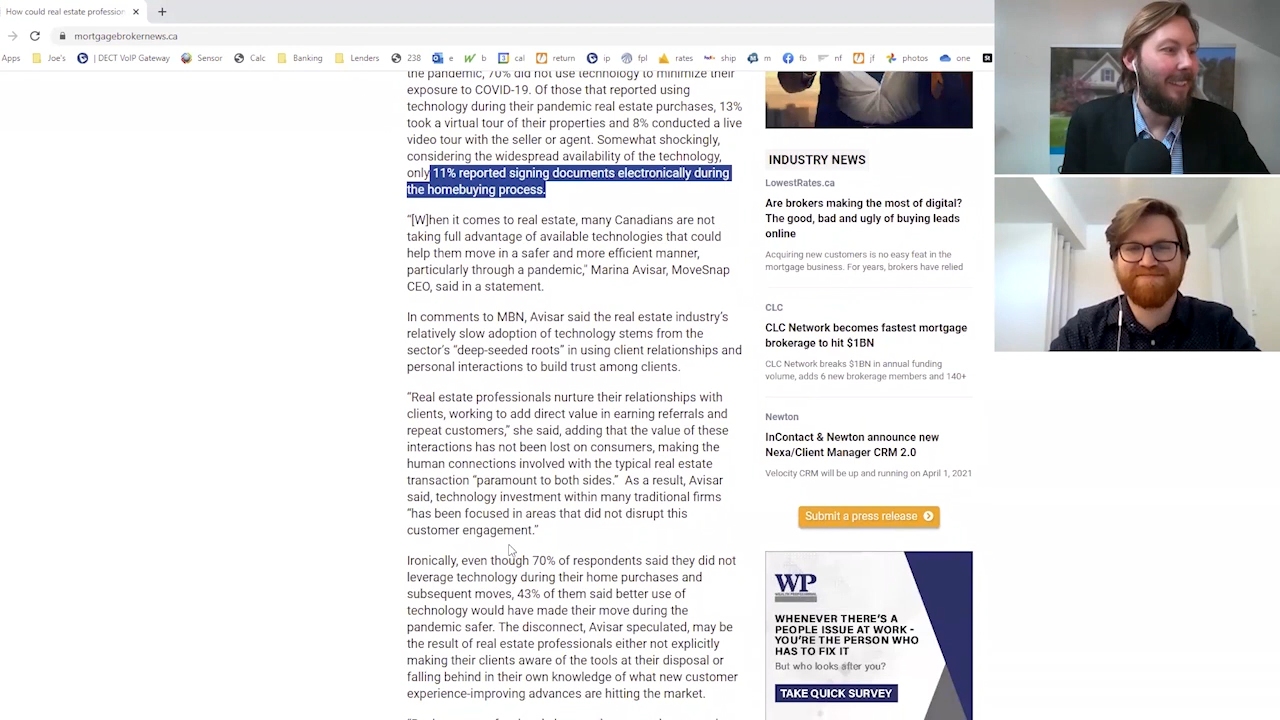 How could real estate profession
mortgagebrokernews.ca
Apps Joe's | DECT VoIP Gateway Sensor Calc Banking Lenders 238 e b cal return ip fpl rates ship m fb nf jf photos one
the pandemic, 70% did not use technology to minimize their
exposure to COVID-19. Of those that reported using
technology during their pandemic real estate purchases, 13%
took a virtual tour of their properties and 8% conducted a live
video tour with the seller or agent. Somewhat shockingly,
considering the widespread availability of the technology,
only 11% reported signing documents electronically during
the homebuying process.
“[W]hen it comes to real estate, many Canadians are not
taking full advantage of available technologies that could
help them move in a safer and more efficient manner,
particularly through a pandemic," Marina Avisar, MoveSnap
CEO, said in a statement.
In comments to MBN, Avisar said the real estate industry’s
relatively slow adoption of technology stems from the
sector’s “deep-seeded roots” in using client relationships and
personal interactions to build trust among clients.
“Real estate professionals nurture their relationships with
clients, working to add direct value in earning referrals and
repeat customers,” she said, adding that the value of these
interactions has not been lost on consumers, making the
human connections involved with the typical real estate
transaction “paramount to both sides.” As a result, Avisar
said, technology investment within many traditional firms
“has been focused in areas that did not disrupt this
customer engagement.”
Ironically, even though 70% of respondents said they did not
leverage technology during their home purchases and
subsequent moves, 43% of them said better use of
technology would have made their move during the
pandemic safer. The disconnect, Avisar speculated, may be
the result of real estate professionals either not explicitly
making their clients aware of the tools at their disposal or
falling behind in their own knowledge of what new customer
experience-improving advances are hitting the market.
INDUSTRY NEWS
LowestRates.ca
Are brokers making the most of digital?
The good, bad and ugly of buying leads
online
Acquiring new customers is no easy feat in the
mortgage business. For years, brokers have relied
CLC
CLC Network becomes fastest mortgage
brokerage to hit $1BN
CLC Network breaks $1BN in annual funding
volume, adds 6 new brokerage members and 140+
Newton
InContact & Newton announce new
Nexa/Client Manager CRM 2.0
Velocity CRM will be up and running on April 1, 2021
Submit a press release
WP
WHENEVER THERE'S A
PEOPLE ISSUE AT WORK -
YOU'RE THE PERSON WHO
HAS TO FIX IT
But who looks after you?
TAKE QUICK SURVEY